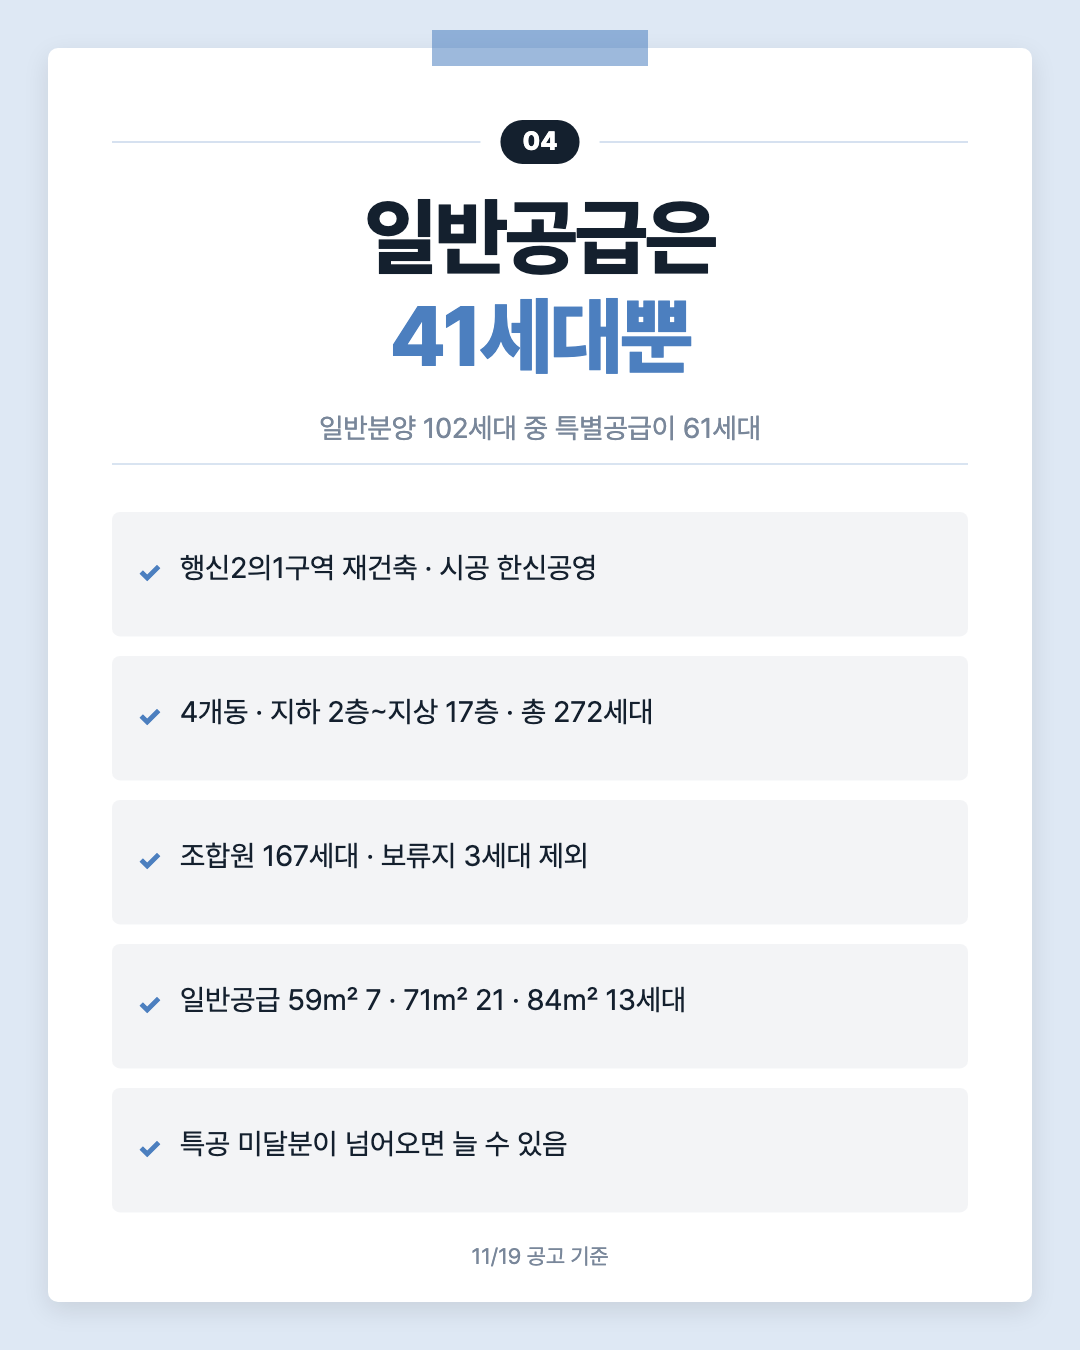 04
일반공급은
41세대뿐
일반분양 102세대 중 특별공급이 61세대
행신2의1구역 재건축 · 시공 한신공영
4개동 · 지하 2층~지상 17층 · 총 272세대
조합원 167세대 · 보류지 3세대 제외
일반공급 59m² 7 · 71m² 21 · 84m² 13세대
특공 미달분이 넘어오면 늘 수 있음
11/19 공고 기준